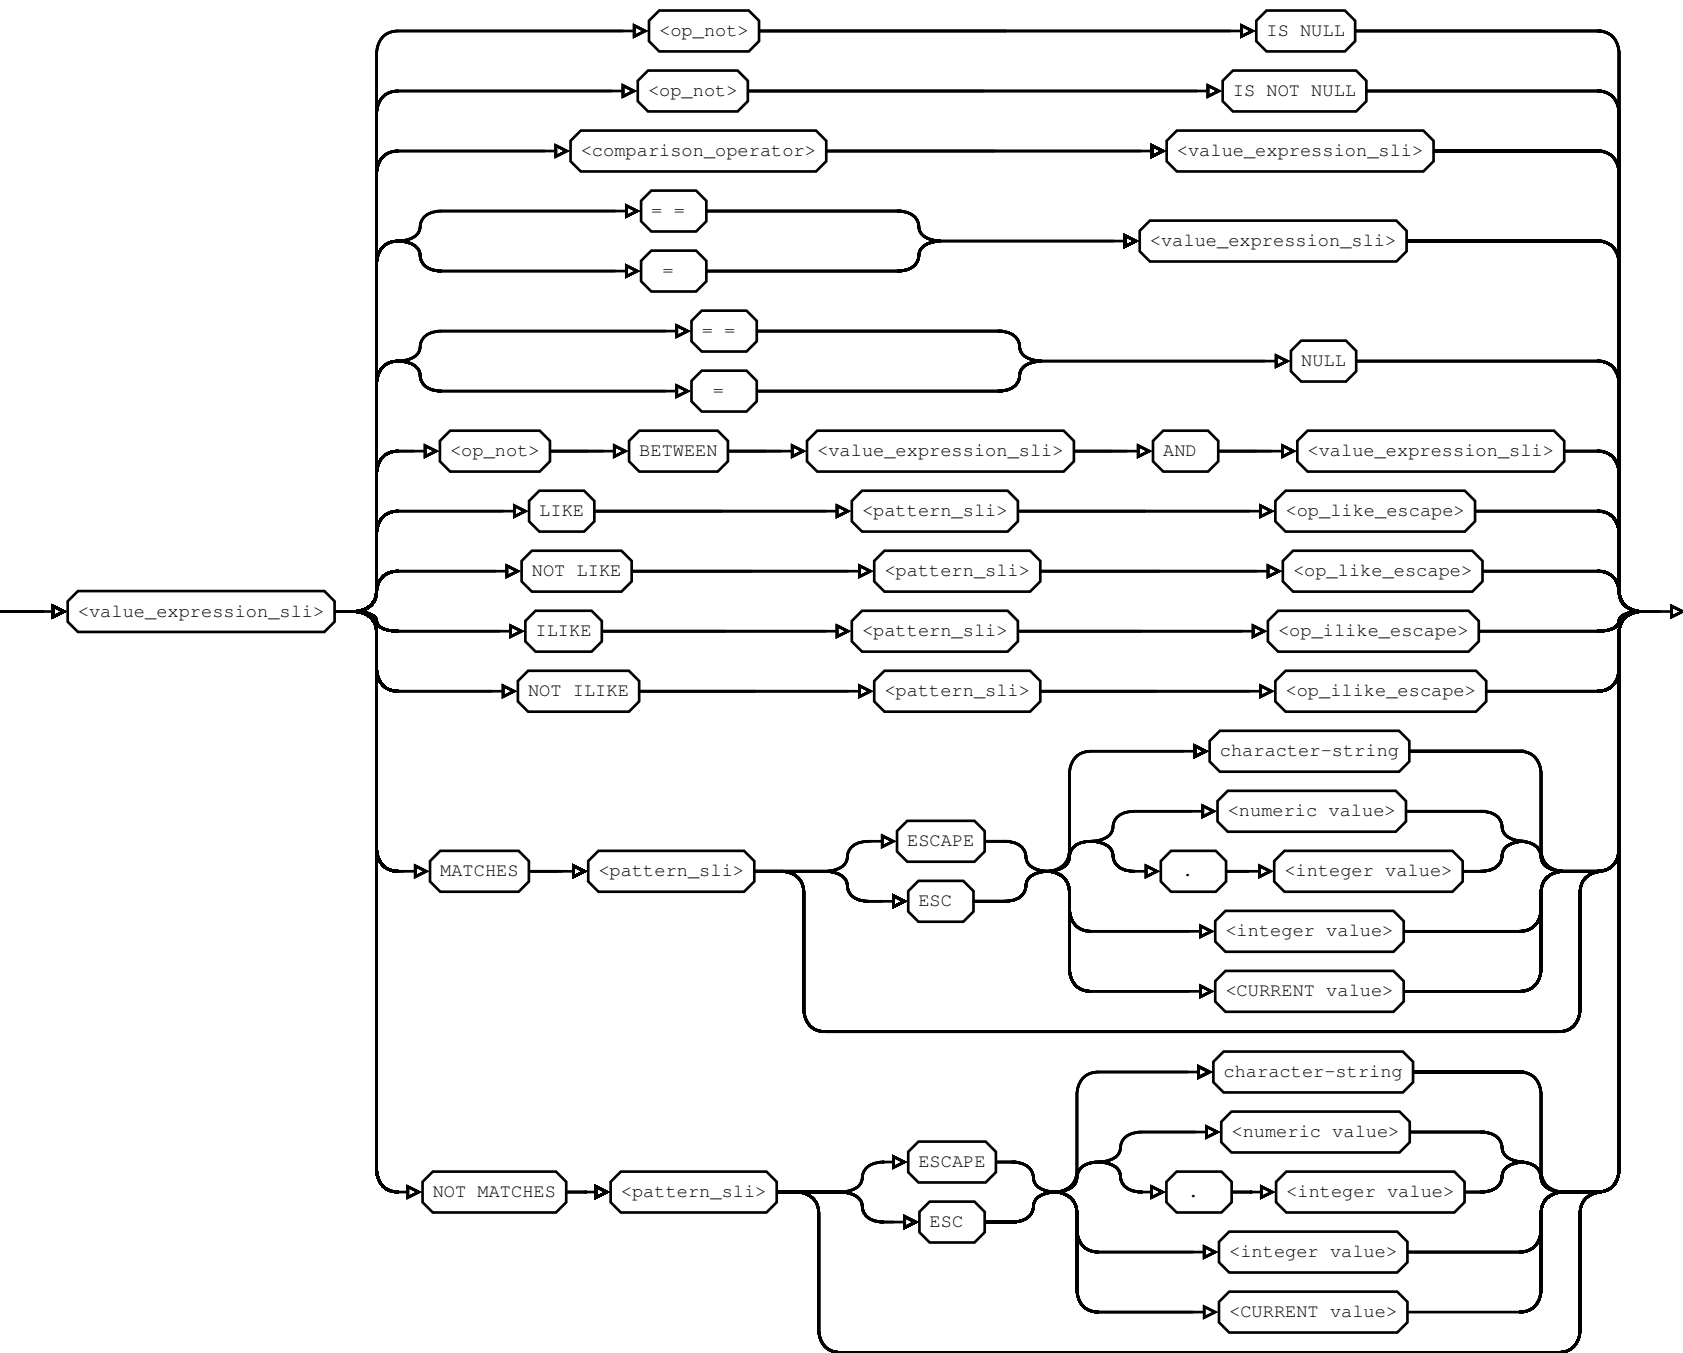 <op_not> IS NULL
<op_not> IS NOT NULL
<comparison_operator> <value_expression_sli>
= =
<value_expression_sli>
=
= =
NULL
=
<op_not> BETWEEN <value_expression_sli> AND <value_expression_sli>
LIKE <pattern_sli> <op_like_escape>
NOT LIKE <pattern_sli> <op_like_escape>
<value_expression_sli>
ILIKE <pattern_sli> <op_ilike_escape>
NOT ILIKE <pattern_sli> <op_ilike_escape>
character-string
<numeric value>
ESCAPE
MATCHES <pattern_sli> . <integer value>
ESC
<integer value>
<CURRENT value>
character-string
<numeric value>
ESCAPE
NOT MATCHES <pattern_sli> . <integer value>
ESC
<integer value>
<CURRENT value>